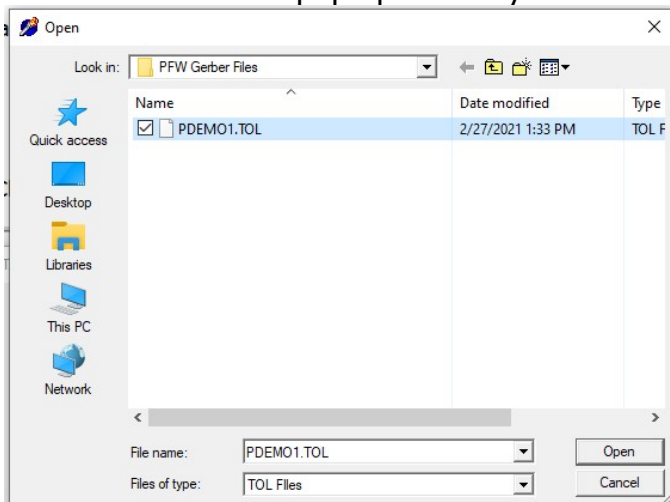 Open
Look in: PFW Gerber Files
Name Date modified Type
PDEMO1.TOL 2/27/2021 1:33 PM TOL F
Quick access
Desktop
Libraries
This PC
Network
File name: PDEMO1.TOL Open
Files of type: TOL FIles Cancel